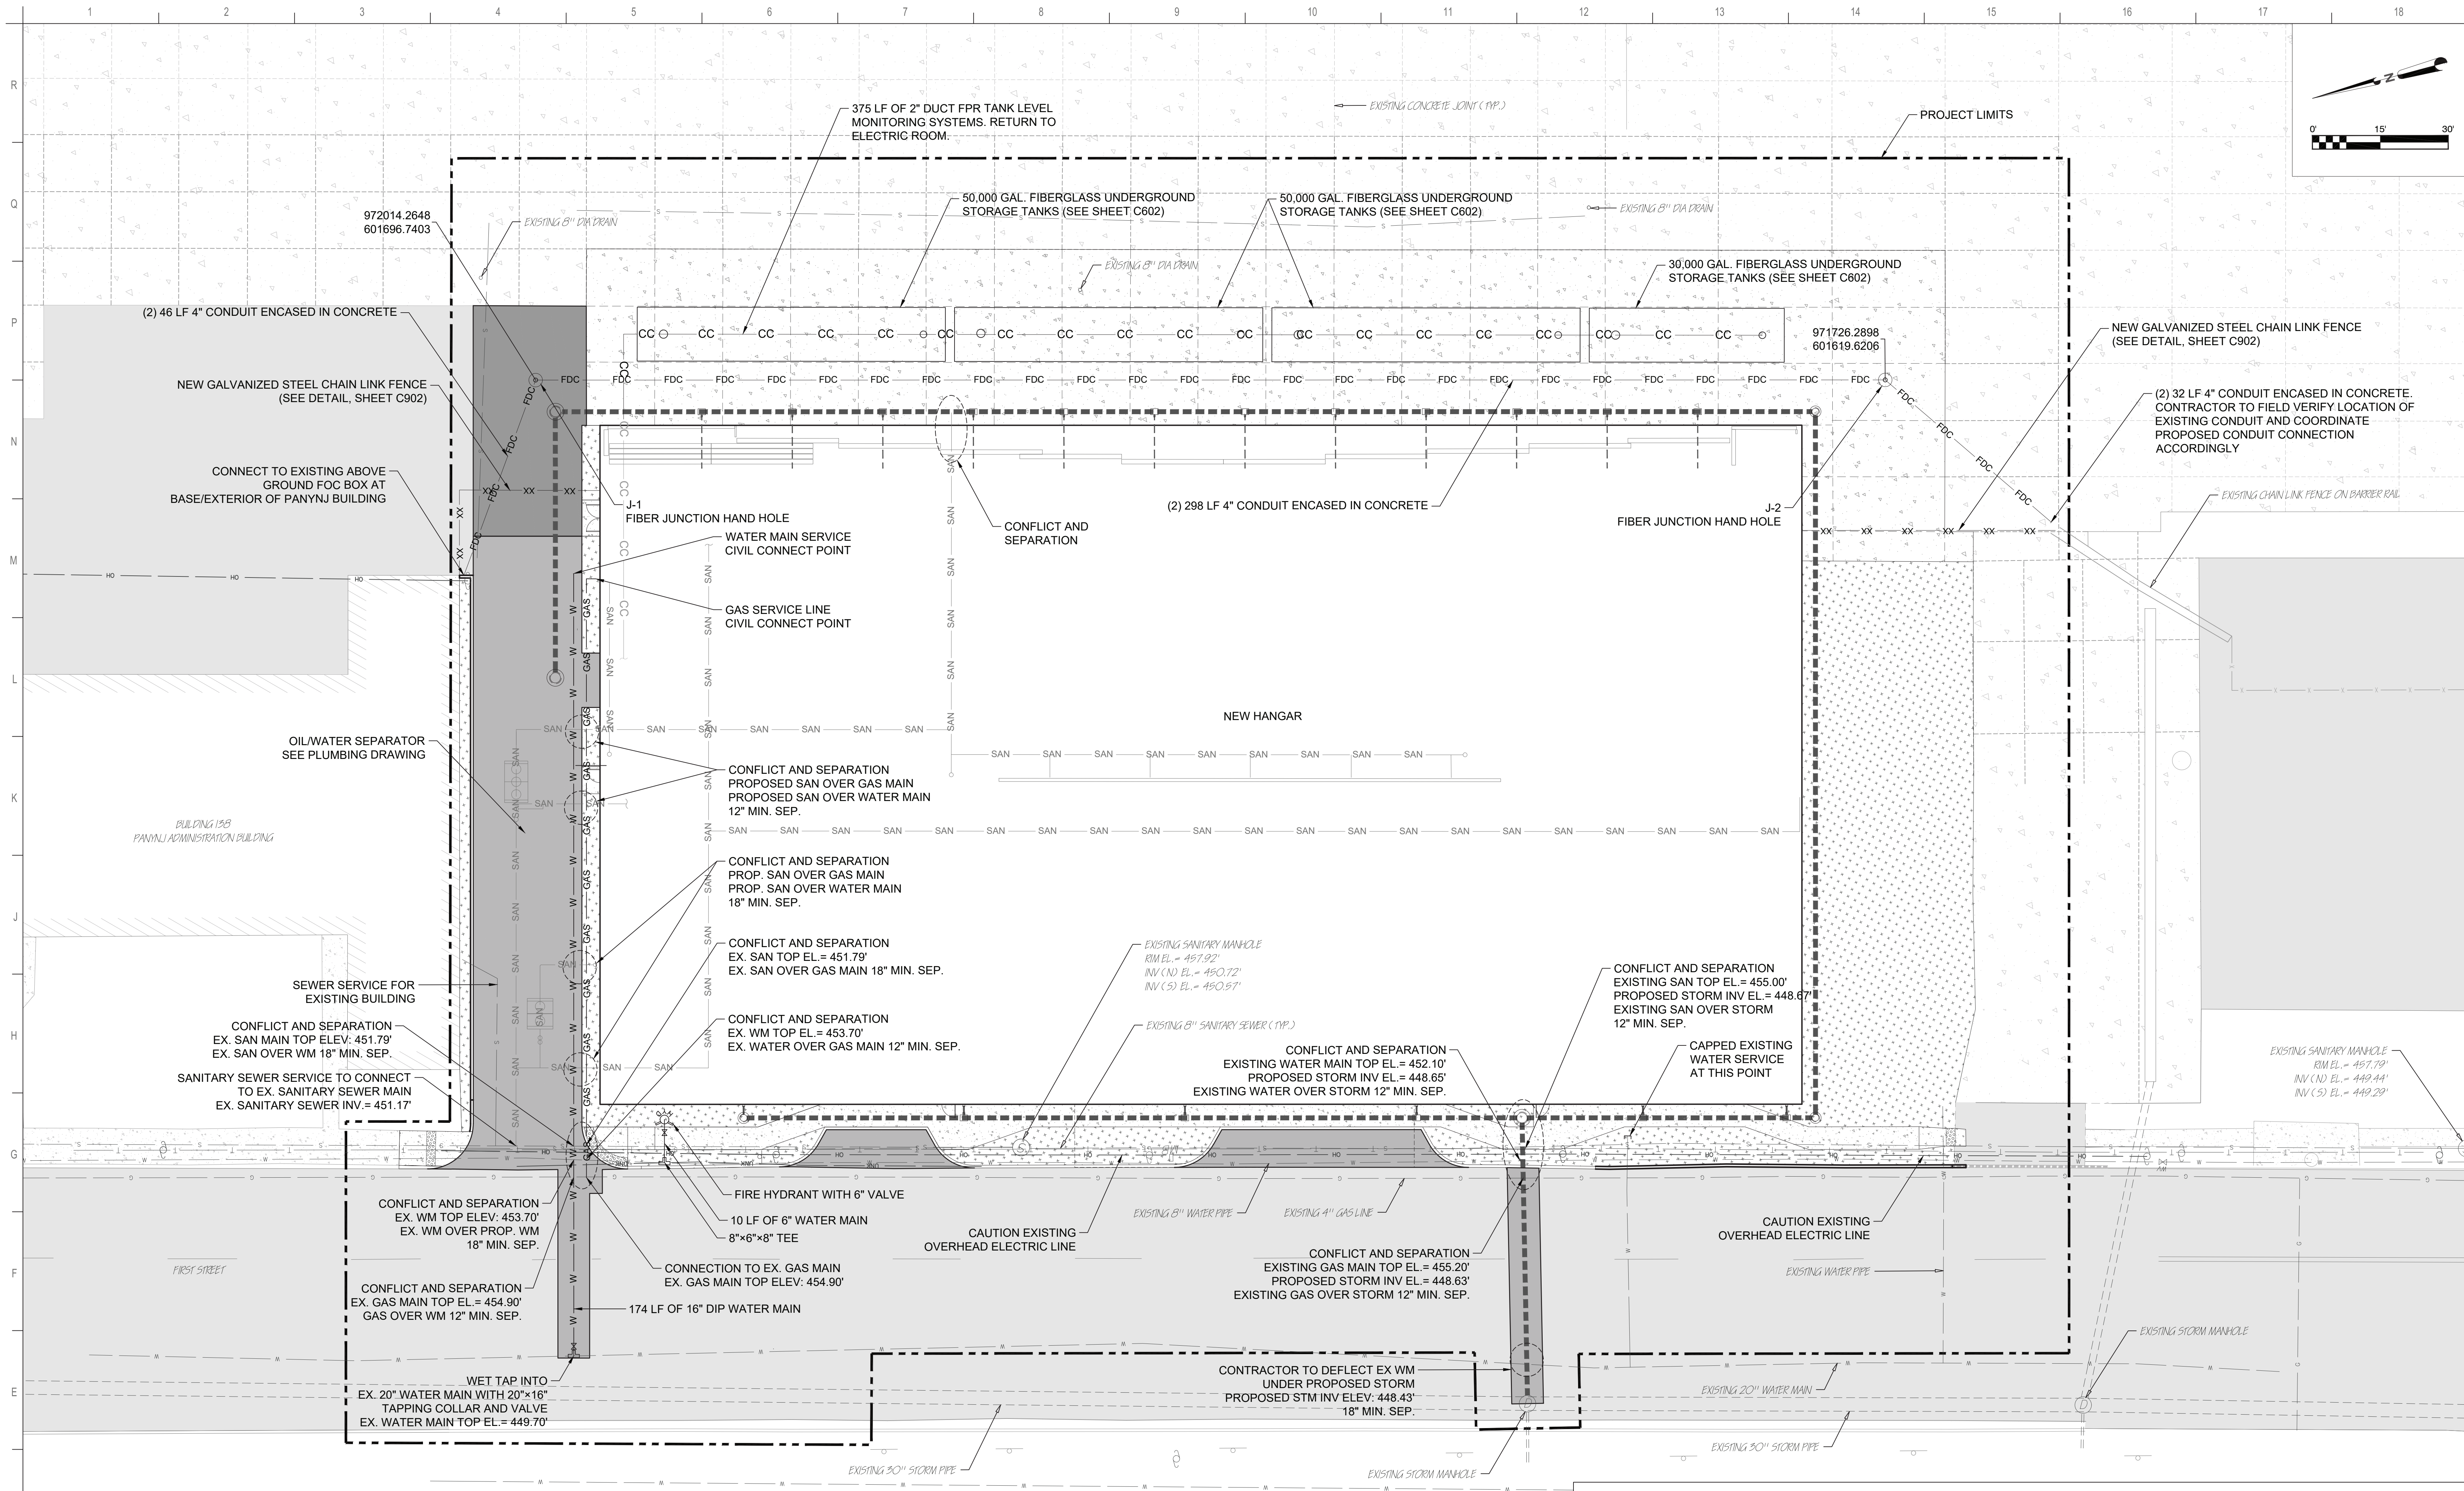 1 2 3 4 5 6 7 8 9 10 11 12 13 14 15 16 17 18
R
Q
P
N
M
L
K
J
H
G
F
E
N
0' 15' 30'
375 LF OF 2" DUCT FPR TANK LEVEL
MONITORING SYSTEMS. RETURN TO
ELECTRIC ROOM.
EXISTING CONCRETE JOINT (TYP.)
PROJECT LIMITS
972014.2648
601696.7403
EXISTING 8" DIA DRAIN
50,000 GAL. FIBERGLASS UNDERGROUND
STORAGE TANKS (SEE SHEET C602)
50,000 GAL. FIBERGLASS UNDERGROUND
STORAGE TANKS (SEE SHEET C602)
EXISTING 8" DIA DRAIN
EXISTING 8" DIA DRAIN
30,000 GAL. FIBERGLASS UNDERGROUND
STORAGE TANKS (SEE SHEET C602)
(2) 46 LF 4" CONDUIT ENCASED IN CONCRETE
971726.2898
601619.6206
NEW GALVANIZED STEEL CHAIN LINK FENCE
(SEE DETAIL, SHEET C902)
NEW GALVANIZED STEEL CHAIN LINK FENCE
(SEE DETAIL, SHEET C902)
(2) 32 LF 4" CONDUIT ENCASED IN CONCRETE.
CONTRACTOR TO FIELD VERIFY LOCATION OF
EXISTING CONDUIT AND COORDINATE
PROPOSED CONDUIT CONNECTION
ACCORDINGLY
CONNECT TO EXISTING ABOVE
GROUND FOC BOX AT
BASE/EXTERIOR OF PANYNJ BUILDING
J-1
FIBER JUNCTION HAND HOLE
(2) 298 LF 4" CONDUIT ENCASED IN CONCRETE
J-2
FIBER JUNCTION HAND HOLE
EXISTING CHAIN LINK FENCE ON BARRIER RAIL
CONFLICT AND
SEPARATION
WATER MAIN SERVICE
CIVIL CONNECT POINT
GAS SERVICE LINE
CIVIL CONNECT POINT
NEW HANGAR
OIL/WATER SEPARATOR
SEE PLUMBING DRAWING
CONFLICT AND SEPARATION
PROPOSED SAN OVER GAS MAIN
PROPOSED SAN OVER WATER MAIN
12" MIN. SEP.
BUILDING 138
PANYNJ ADMINISTRATION BUILDING
CONFLICT AND SEPARATION
PROP. SAN OVER GAS MAIN
PROP. SAN OVER WATER MAIN
18" MIN. SEP.
CONFLICT AND SEPARATION
EX. SAN TOP EL.= 451.79'
EX. SAN OVER GAS MAIN 18" MIN. SEP.
EXISTING SANITARY MANHOLE
RIM EL.= 457.92'
INV (N) EL.= 450.72'
INV (S) EL.= 450.57'
CONFLICT AND SEPARATION
EXISTING SAN TOP EL.= 455.00'
PROPOSED STORM INV EL.= 448.67'
EXISTING SAN OVER STORM
12" MIN. SEP.
SEWER SERVICE FOR
EXISTING BUILDING
CONFLICT AND SEPARATION
EX. SAN MAIN TOP ELEV: 451.79'
EX. SAN OVER WM 18" MIN. SEP.
CONFLICT AND SEPARATION
EX. WM TOP EL.= 453.70'
EX. WATER OVER GAS MAIN 12" MIN. SEP.
EXISTING 8" SANITARY SEWER (TYP.)
CONFLICT AND SEPARATION
EXISTING WATER MAIN TOP EL.= 452.10'
PROPOSED STORM INV EL.= 448.65'
EXISTING WATER OVER STORM 12" MIN. SEP.
CAPPED EXISTING
WATER SERVICE
AT THIS POINT
EXISTING SANITARY MANHOLE
RIM EL.= 457.79'
INV (N) EL.= 449.44'
INV (S) EL.= 449.29'
SANITARY SEWER SERVICE TO CONNECT
TO EX. SANITARY SEWER MAIN
EX. SANITARY SEWER INV.= 451.17'
CONFLICT AND SEPARATION
EX. WM TOP ELEV: 453.70'
EX. WM OVER PROP. WM
18" MIN. SEP.
FIRE HYDRANT WITH 6" VALVE
10 LF OF 6" WATER MAIN
8"×6"×8" TEE
CAUTION EXISTING
OVERHEAD ELECTRIC LINE
EXISTING 8" WATER PIPE
EXISTING 4" GAS LINE
CAUTION EXISTING
OVERHEAD ELECTRIC LINE
FIRST STREET
CONNECTION TO EX. GAS MAIN
EX. GAS MAIN TOP ELEV: 454.90'
CONFLICT AND SEPARATION
EXISTING GAS MAIN TOP EL.= 455.20'
PROPOSED STORM INV EL.= 448.63'
EXISTING GAS OVER STORM 12" MIN. SEP.
EXISTING WATER PIPE
CONFLICT AND SEPARATION
EX. GAS MAIN TOP EL.= 454.90'
GAS OVER WM 12" MIN. SEP.
174 LF OF 16" DIP WATER MAIN
EXISTING STORM MANHOLE
WET TAP INTO
EX. 20" WATER MAIN WITH 20"×16"
TAPPING COLLAR AND VALVE
EX. WATER MAIN TOP EL.= 449.70'
CONTRACTOR TO DEFLECT EX WM
UNDER PROPOSED STORM
PROPOSED STM INV ELEV: 448.43'
18" MIN. SEP.
EXISTING 20" WATER MAIN
EXISTING 30" STORM PIPE
EXISTING STORM MANHOLE
EXISTING 30" STORM PIPE